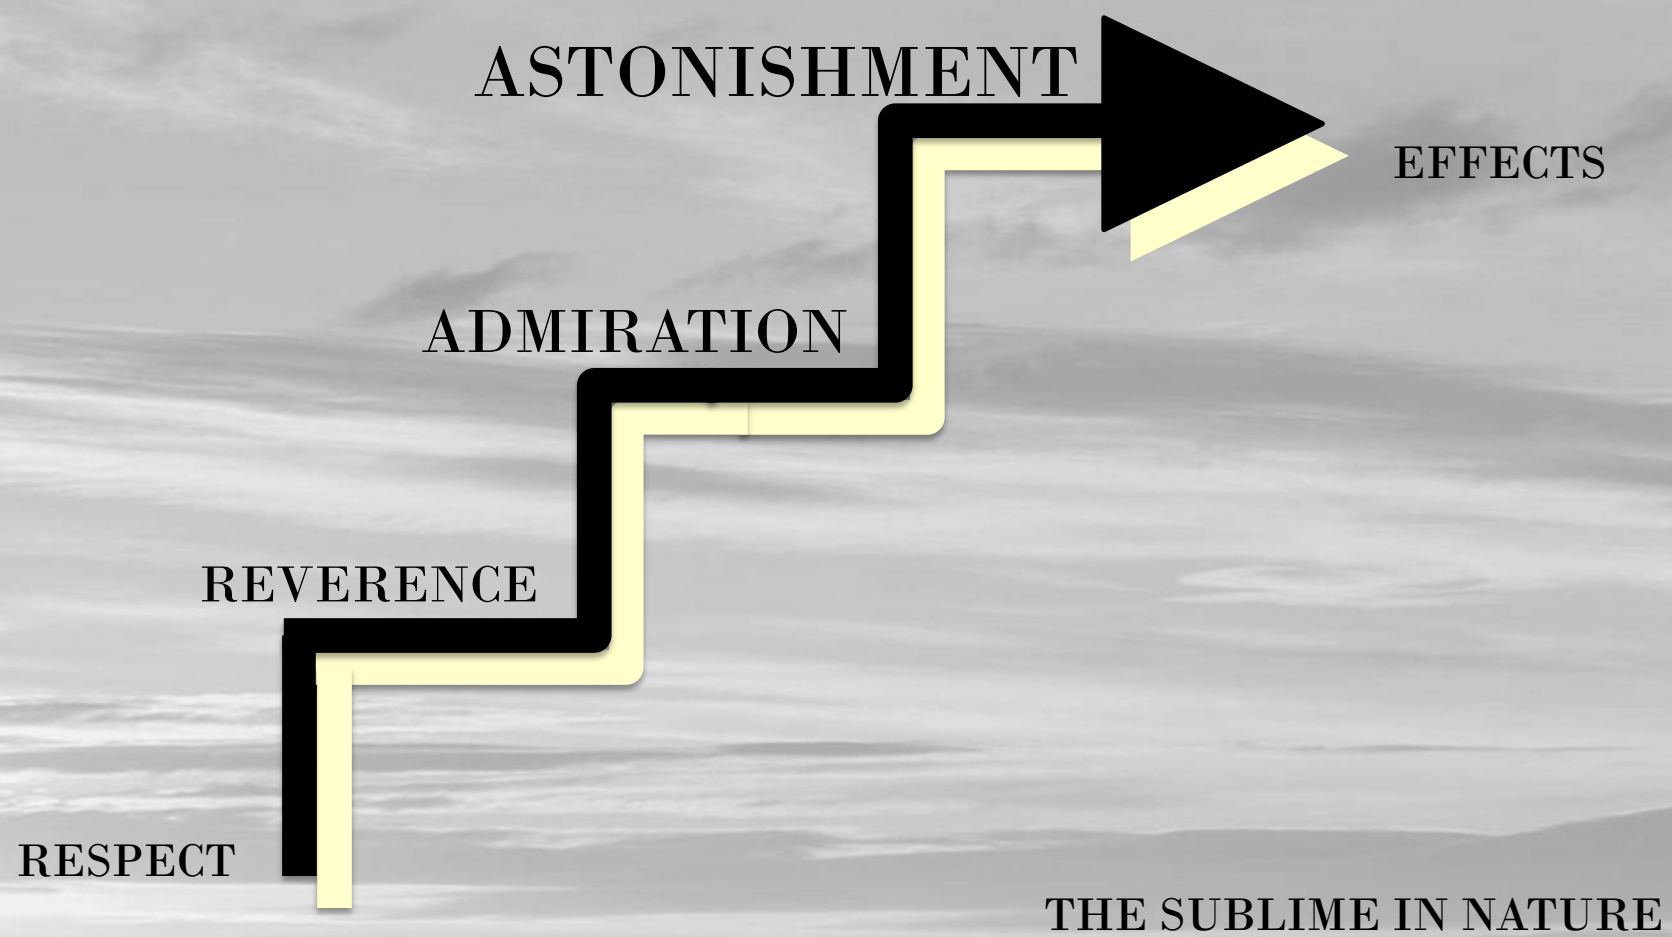 ASTONISHMENT
EFFECTS
ADMIRATION
REVERENCE
RESPECT
THE SUBLIME IN NATURE